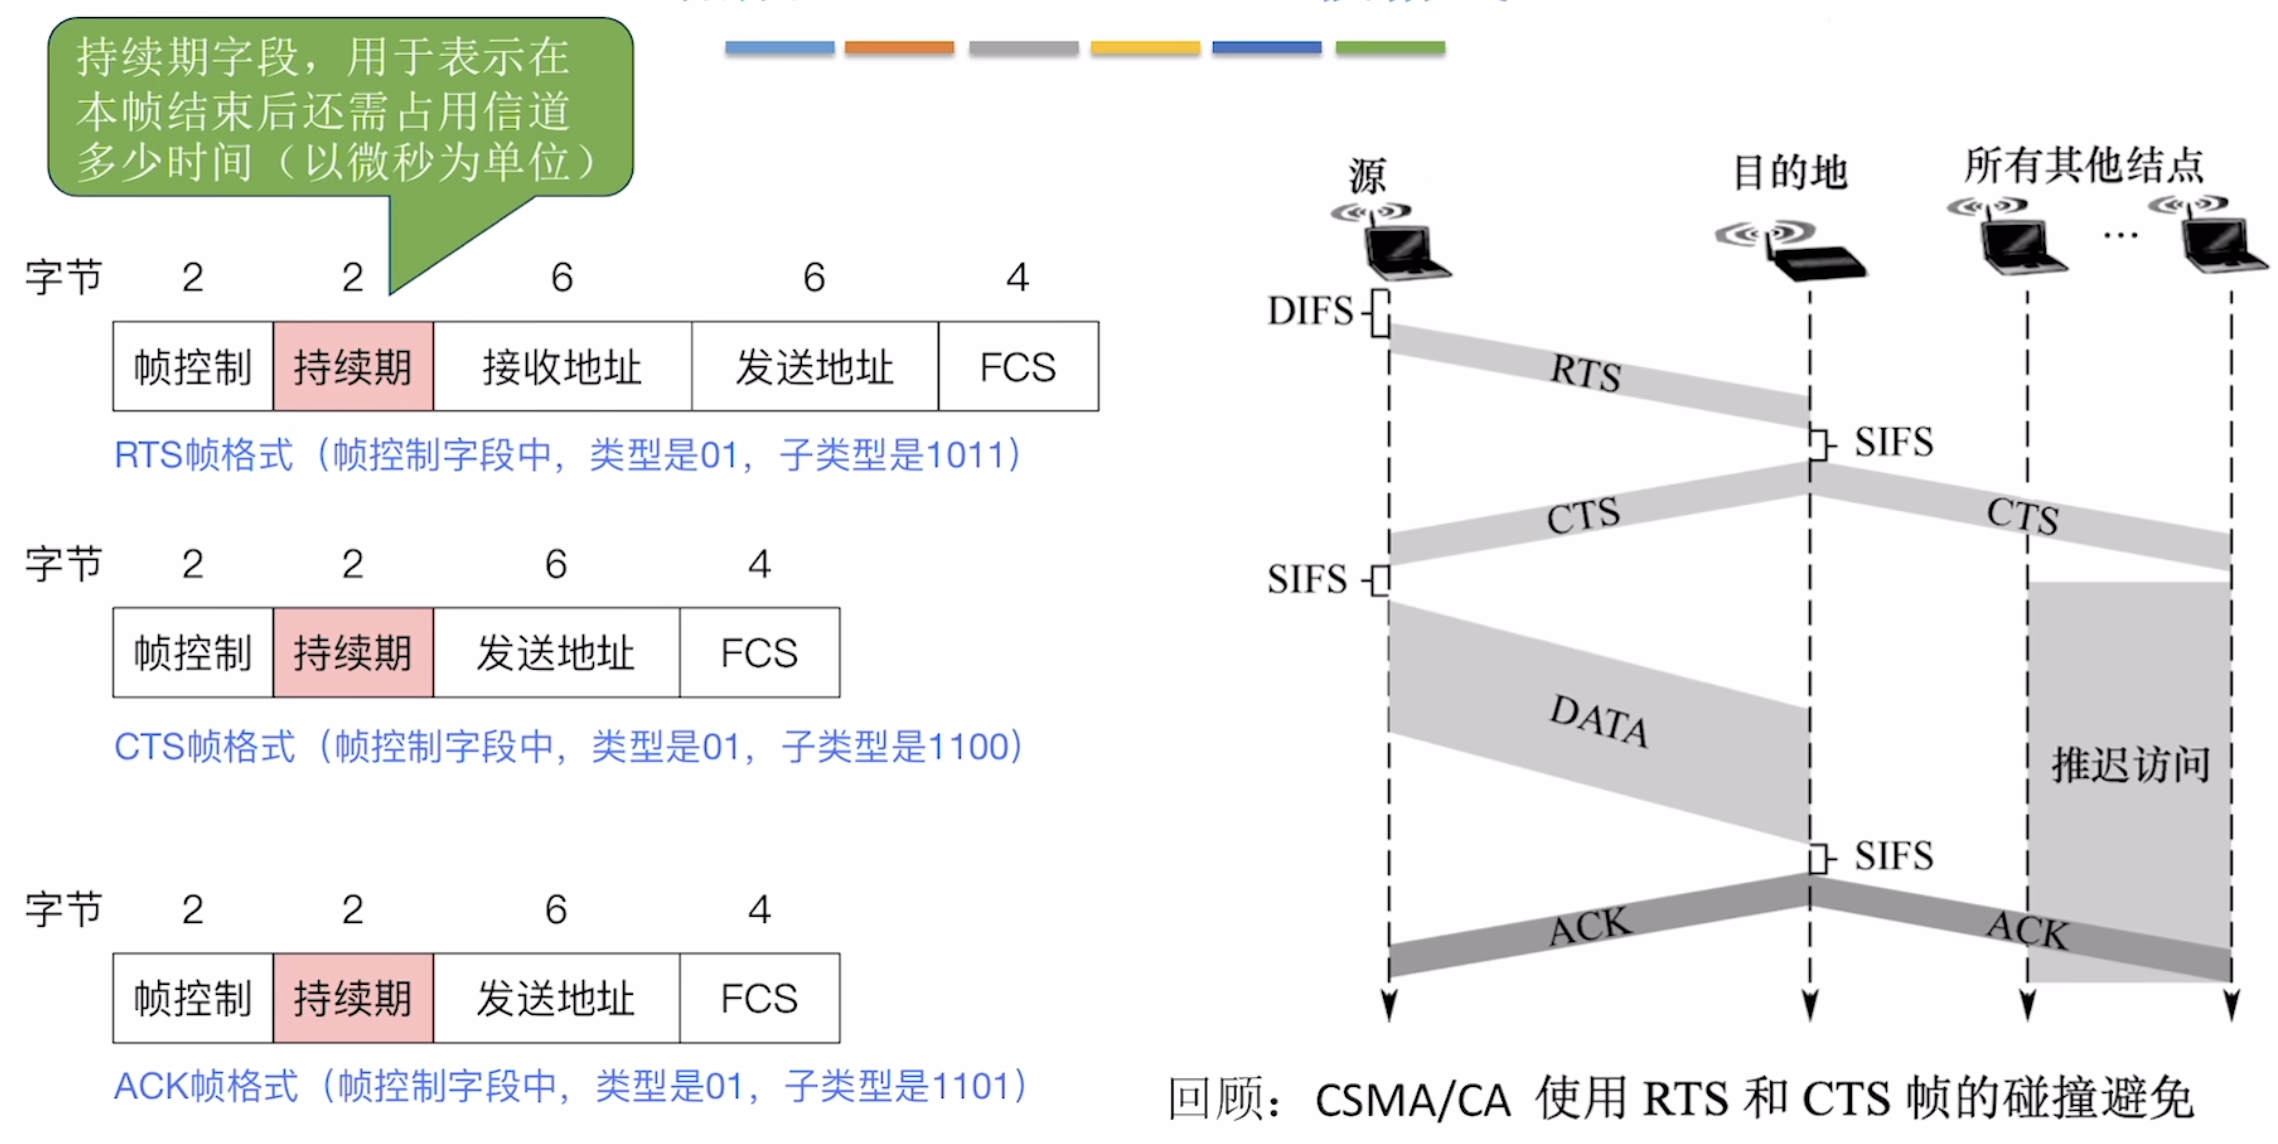 持续期字段，用于表示在
本帧结束后还需占用信道
多少时间（以微秒为单位）
字节 2 2 6 6 4
帧控制 持续期 接收地址 发送地址 FCS
RTS帧格式（帧控制字段中，类型是01，子类型是1011）
字节 2 2 6 4
帧控制 持续期 发送地址 FCS
CTS帧格式（帧控制字段中，类型是01，子类型是1100）
字节 2 2 6 4
帧控制 持续期 发送地址 FCS
ACK帧格式（帧控制字段中，类型是01，子类型是1101）
源 目的地 所有其他结点
...
DIFS
RTS
SIFS
CTS CTS
SIFS
DATA
推迟访问
SIFS
ACK ACK
回顾：CSMA/CA 使用 RTS 和 CTS 帧的碰撞避免